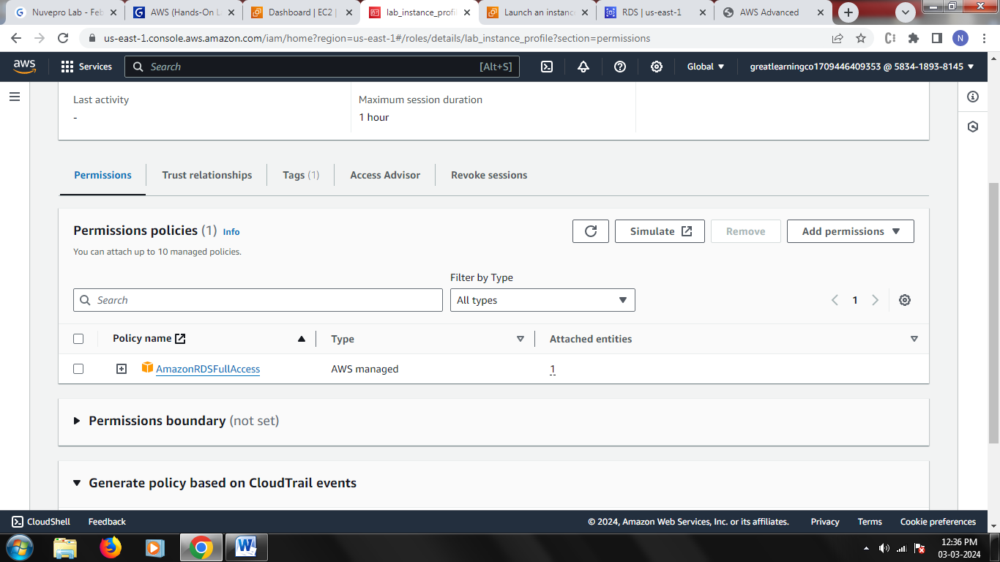 Nuvepro Lab - Feb
AWS (Hands-On L
Dashboard | EC2 |
lab_instance_profil
Launch an instanc
RDS | us-east-1
AWS Advanced
us-east-1.console.aws.amazon.com/iam/home?region=us-east-1#/roles/details/lab_instance_profile?section=permissions
N
aws
Services
Search
[Alt+S]
Global
greatlearningco1709446409353 @ 5834-1893-8145
Last activity
-
Maximum session duration
1 hour
Permissions
Trust relationships
Tags (1)
Access Advisor
Revoke sessions
Permissions policies (1) Info
You can attach up to 10 managed policies.
Simulate
Remove
Add permissions
Filter by Type
Search
All types
1
Policy name
Type
Attached entities
AmazonRDSFullAccess
AWS managed
1
Permissions boundary (not set)
Generate policy based on CloudTrail events
CloudShell
Feedback
© 2024, Amazon Web Services, Inc. or its affiliates.
Privacy
Terms
Cookie preferences
12:36 PM
03-03-2024